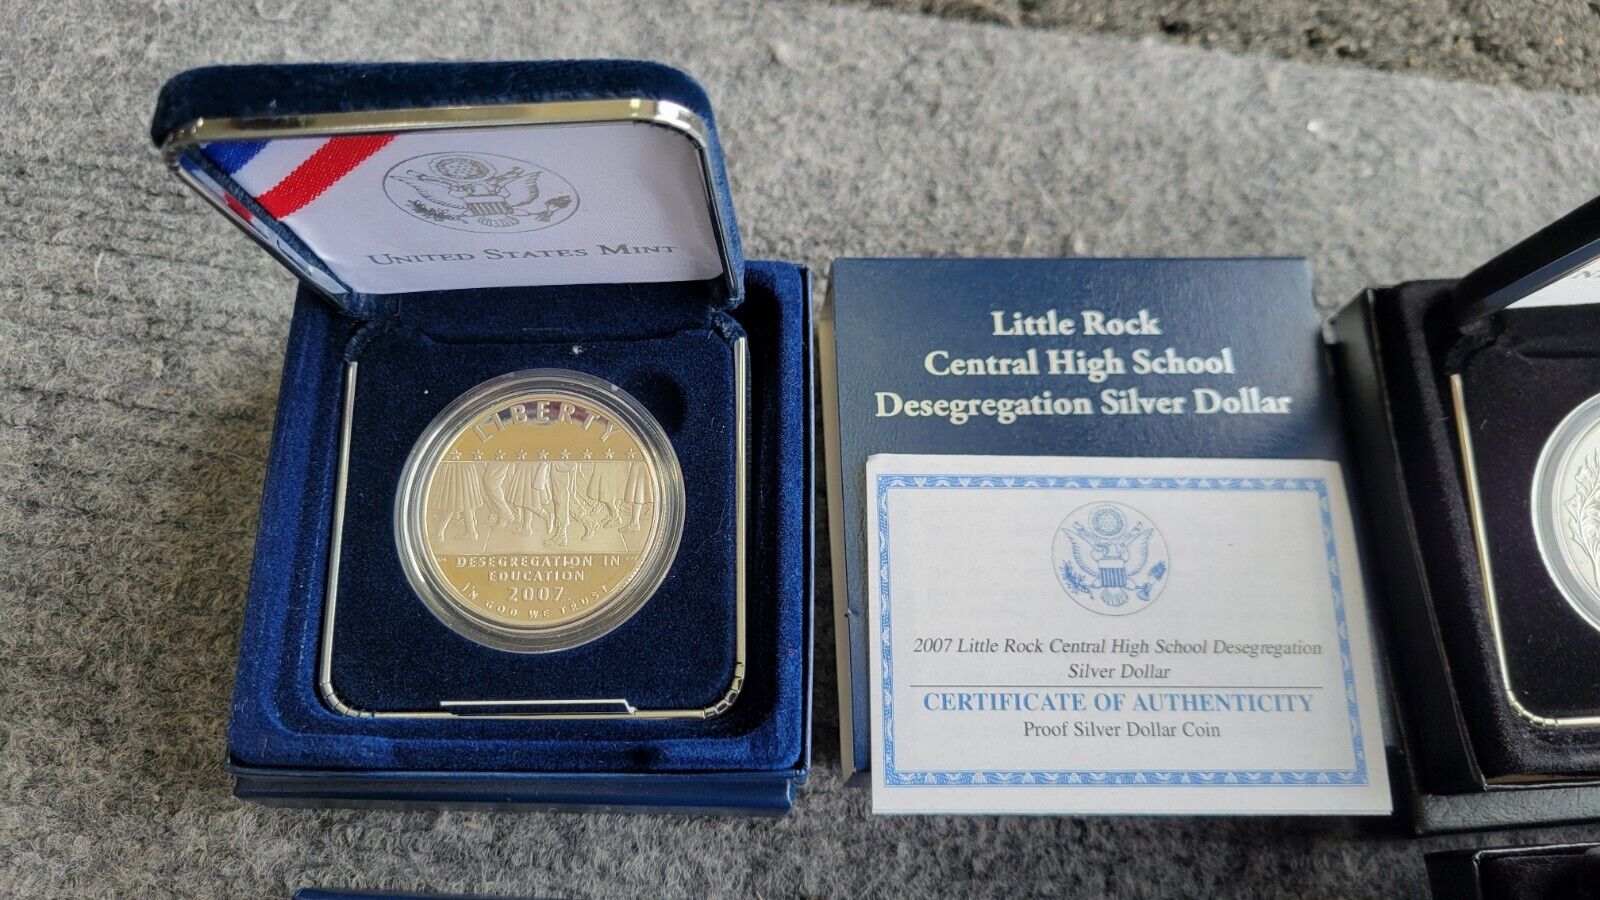 UNITED STATES MINT
LIBERTY
DESEGREGATION IN
EDUCATION
2007
IN GOD WE TRUST
Little Rock
Central High School
Desegregation Silver Dollar
2007 Little Rock Central High School Desegregation
Silver Dollar
CERTIFICATE OF AUTHENTICITY
Proof Silver Dollar Coin